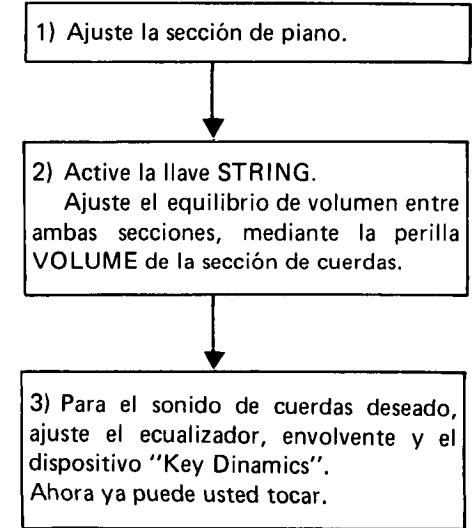 1) Ajuste la sección de piano.
2) Active la llave STRING.
Ajuste el equilibrio de volumen entre
ambas secciones, mediante la perilla
VOLUME de la sección de cuerdas.
3) Para el sonido de cuerdas deseado,
ajuste el ecualizador, envolvente y el
dispositivo "Key Dinamics".
Ahora ya puede usted tocar.